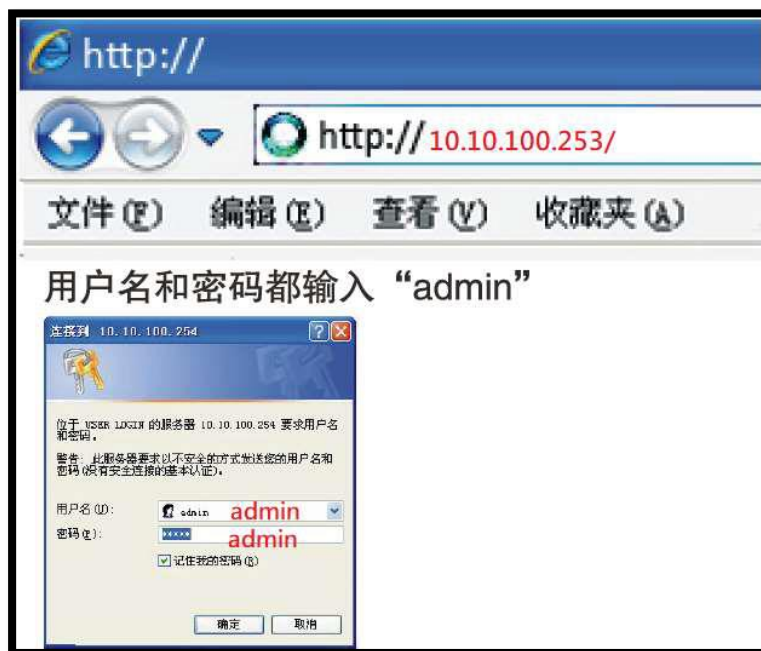 http://
http://10.10.100.253/
文件(F) 编辑(E) 查看(V) 收藏夹(A)
用户名和密码都输入“admin”
连接到 10.10.100.254
位于 USER LOGIN 的服务器 10.10.100.254 要求用户名
和密码。
警告: 此服务器要求以不安全的方式发送您的用户名和
密码(没有安全连接的基本认证)。
用户名(U): admin admin
密码(P): ***** admin
记住我的密码(R)
确定 取消